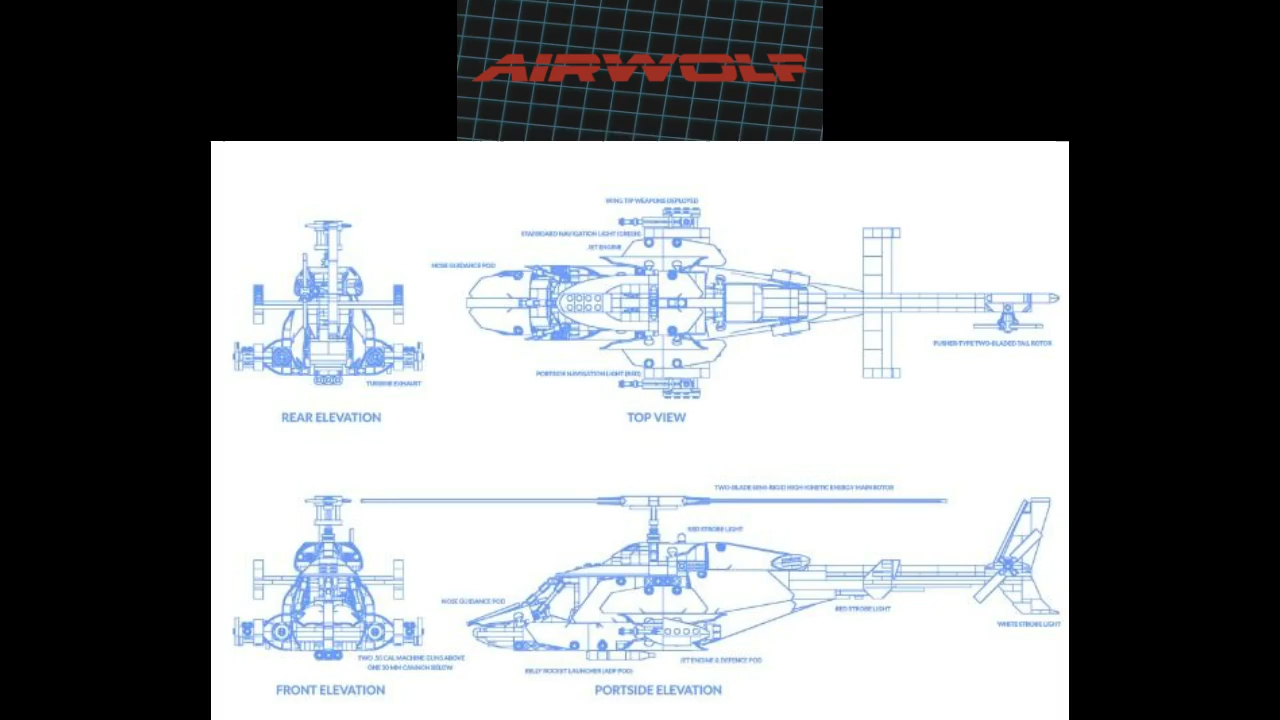 AIRWOLF
WING TIP WEAPONS DEPLOYED
STARBOARD NAVIGATION LIGHT (GREEN)
JET ENGINE
NOSE GUIDANCE POD
PUSHER-TYPE TWO-BLADED TAIL ROTOR
PORTSIDE NAVIGATION LIGHT (RED)
TURBINE EXHAUST
REAR ELEVATION
TOP VIEW
TWO-BLADE SEMI-RIGID HIGH-KINETIC ENERGY MAIN ROTOR
RED STROBE LIGHT
NOSE GUIDANCE POD
RED STROBE LIGHT
WHITE STROBE LIGHT
TWO .50 CAL MACHINE GUNS ABOVE
ONE 30 MM CANNON BELOW
JET ENGINE & DEFENCE POD
BELLY ROCKET LAUNCHER (ADF POD)
FRONT ELEVATION
PORTSIDE ELEVATION